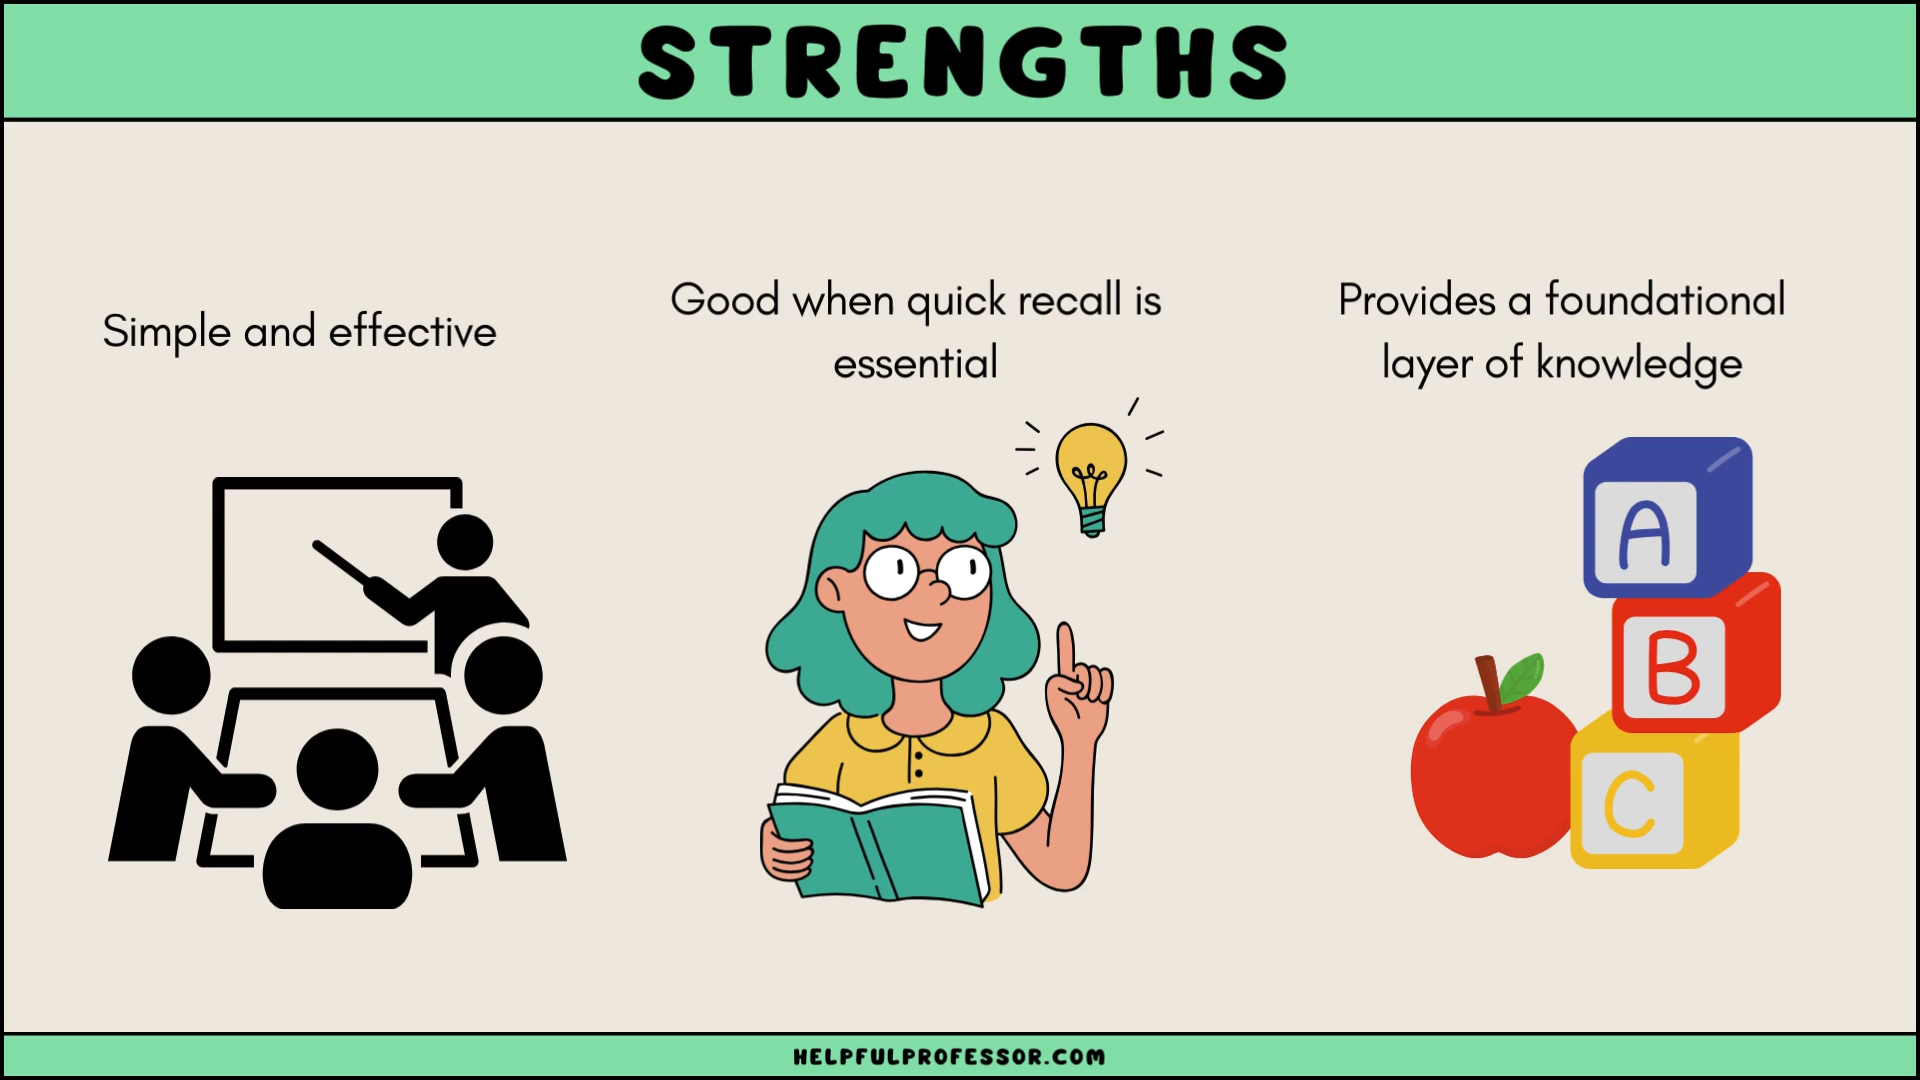 STRENGTHS
Simple and effective
Good when quick recall is
essential
Provides a foundational
layer of knowledge
A
B
C
HELPFULPROFESSOR.COM